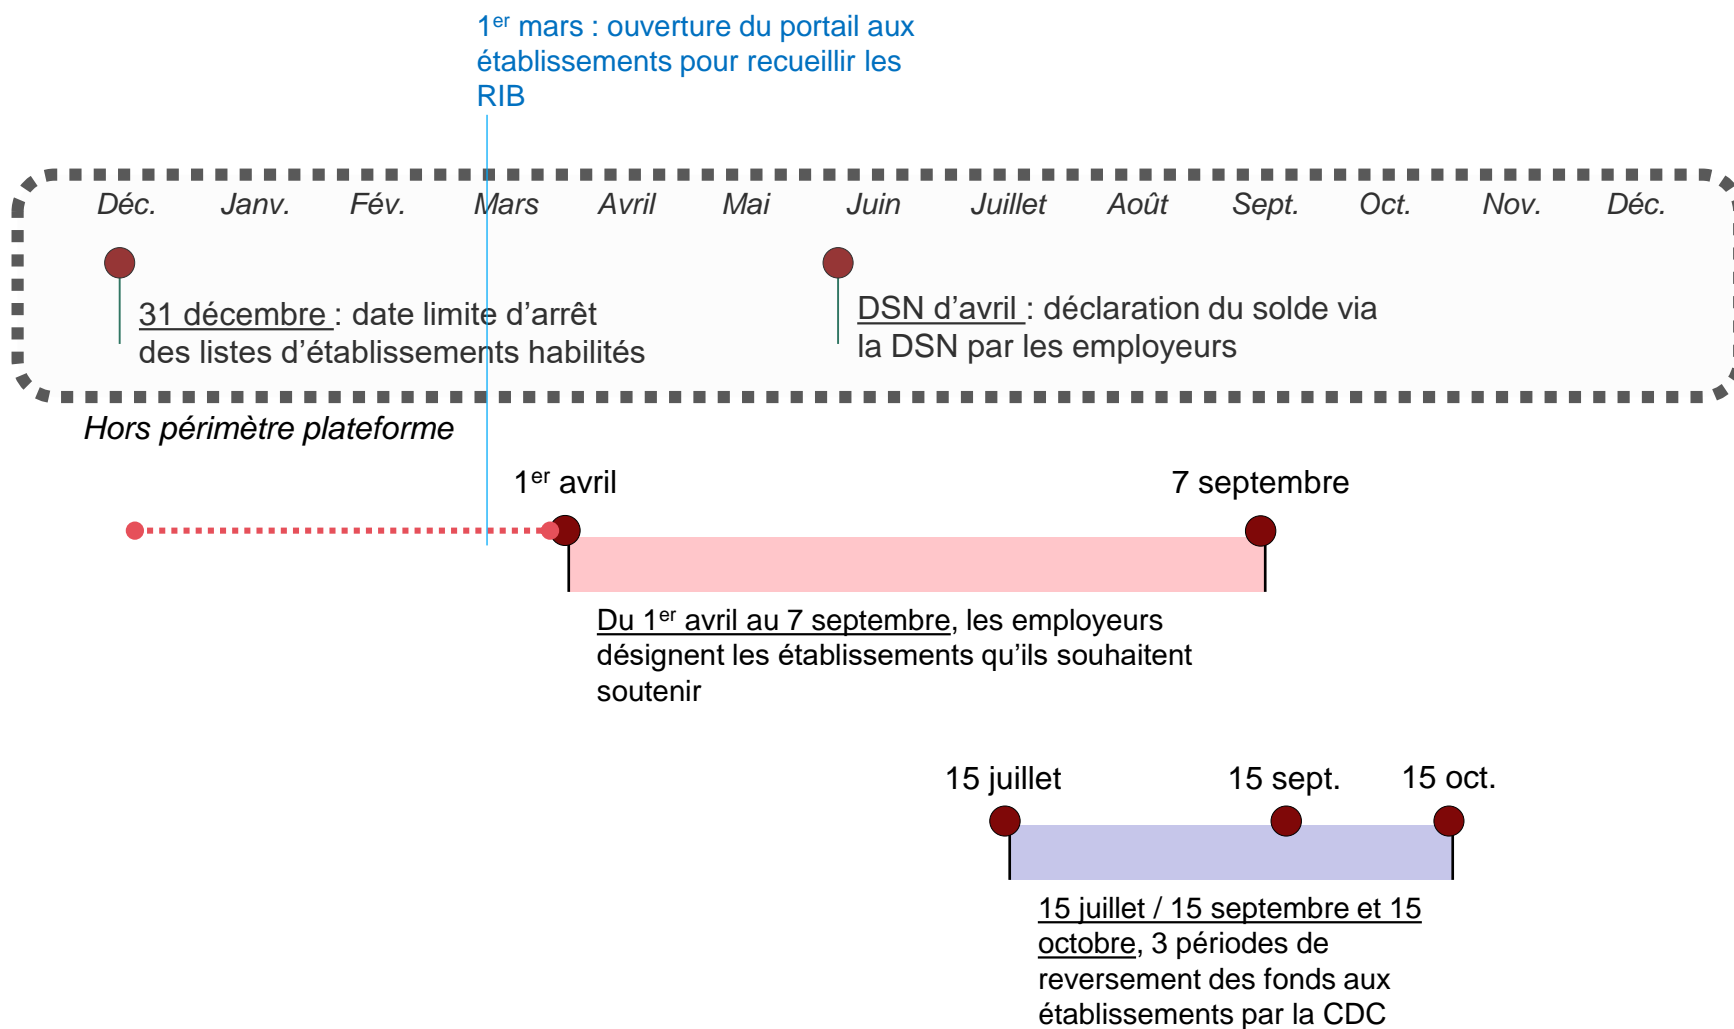 1er mars : ouverture du portail aux
établissements pour recueillir les
RIB
Déc. Janv. Fév. Mars Avril Mai Juin Juillet Août Sept. Oct. Nov. Déc.
31 décembre : date limite d’arrêt
des listes d’établissements habilités
DSN d’avril : déclaration du solde via
la DSN par les employeurs
Hors périmètre plateforme
1er avril
7 septembre
Du 1er avril au 7 septembre, les employeurs
désignent les établissements qu’ils souhaitent
soutenir
15 juillet
15 sept.
15 oct.
15 juillet / 15 septembre et 15
octobre, 3 périodes de
reversement des fonds aux
établissements par la CDC